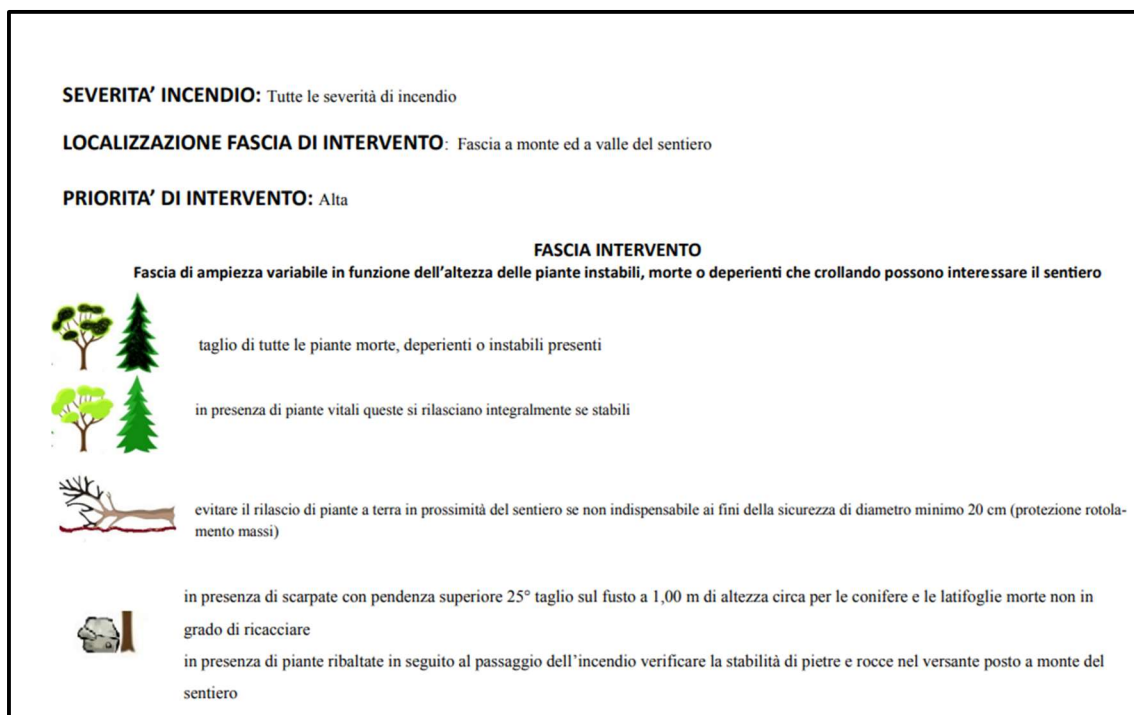 SEVERITA’ INCENDIO: Tutte le severità di incendio
LOCALIZZAZIONE FASCIA DI INTERVENTO: Fascia a monte ed a valle del sentiero
PRIORITA’ DI INTERVENTO: Alta
FASCIA INTERVENTO
Fascia di ampiezza variabile in funzione dell’altezza delle piante instabili, morte o deperienti che crollando possono interessare il sentiero
taglio di tutte le piante morte, deperienti o instabili presenti
in presenza di piante vitali queste si rilasciano integralmente se stabili
evitare il rilascio di piante a terra in prossimità del sentiero se non indispensabile ai fini della sicurezza di diametro minimo 20 cm (protezione rotola-
mento massi)
in presenza di scarpate con pendenza superiore 25° taglio sul fusto a 1,00 m di altezza circa per le conifere e le latifoglie morte non in
grado di ricacciare
in presenza di piante ribaltate in seguito al passaggio dell’incendio verificare la stabilità di pietre e rocce nel versante posto a monte del
sentiero